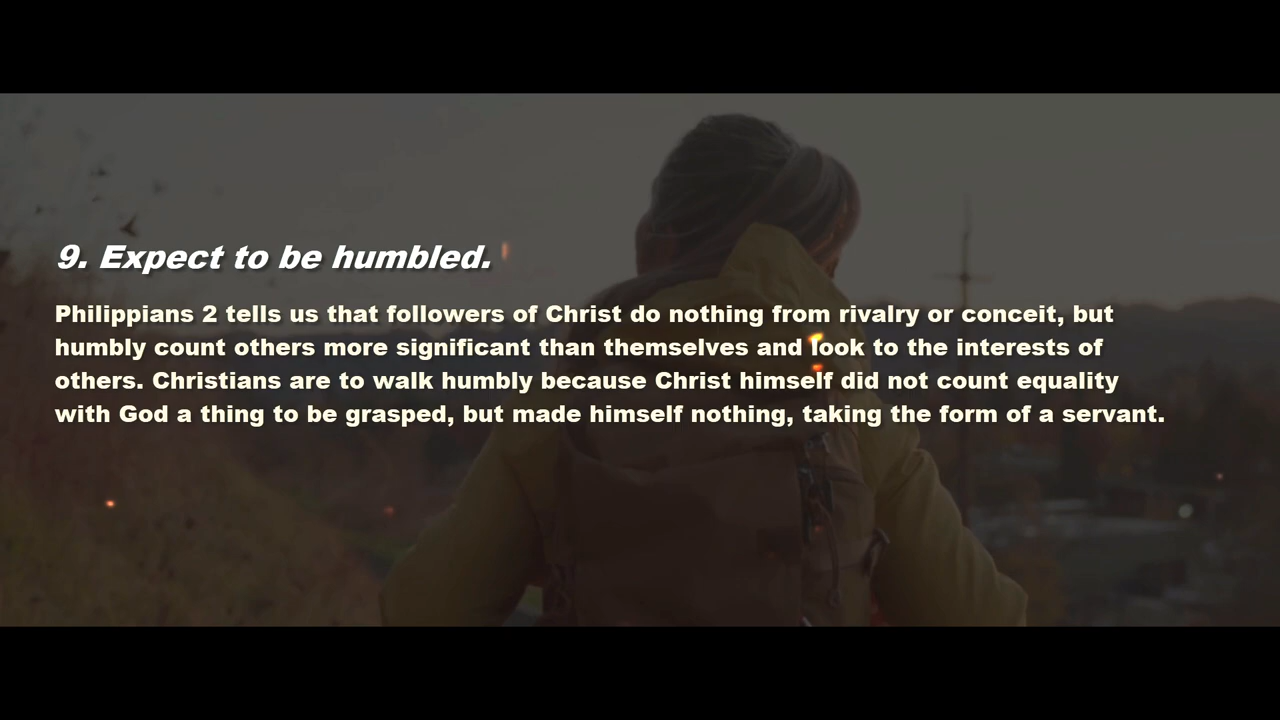 9. Expect to be humbled.
Philippians 2 tells us that followers of Christ do nothing from rivalry or conceit, but
humbly count others more significant than themselves and look to the interests of
others. Christians are to walk humbly because Christ himself did not count equality
with God a thing to be grasped, but made himself nothing, taking the form of a servant.